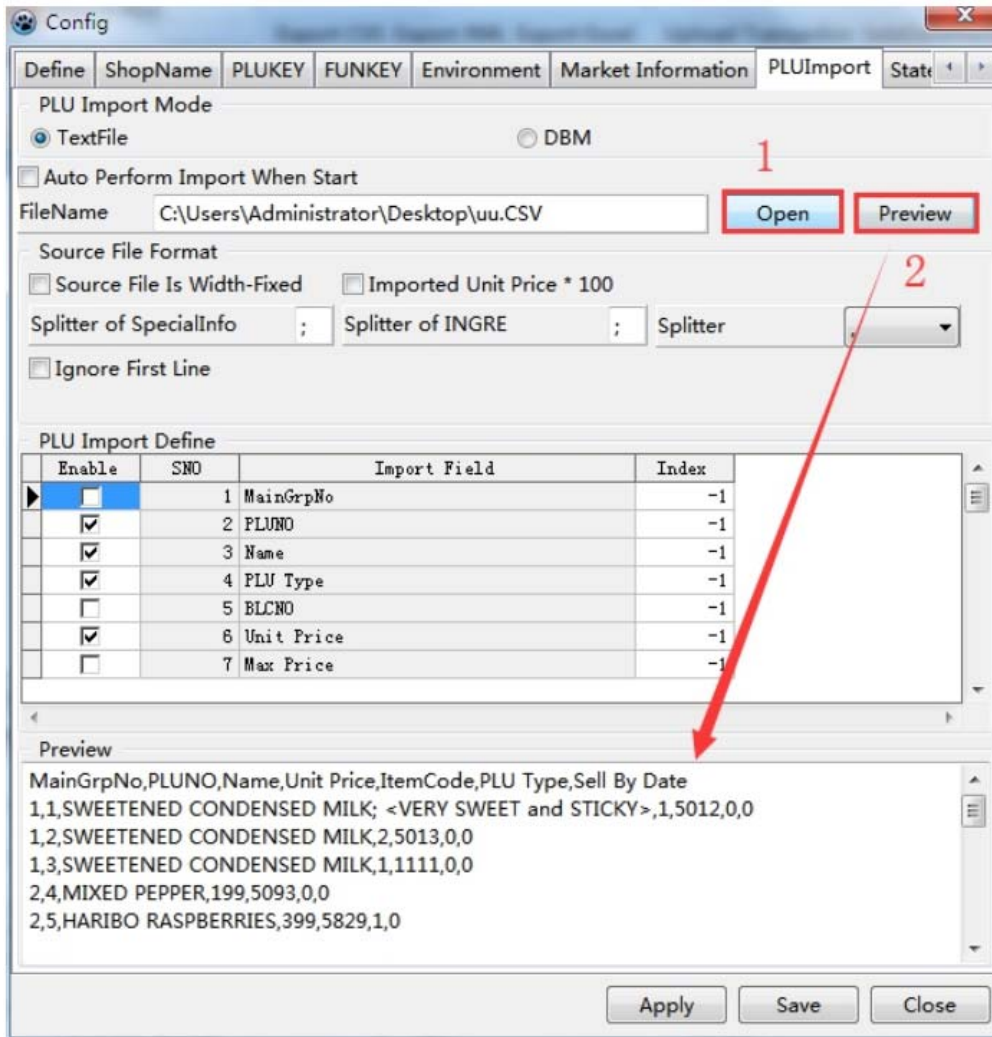 Config
Define ShopName PLUKEY FUNKEY Environment Market Information PLUImport State
PLU Import Mode
TextFile DBM
1
Auto Perform Import When Start
FileName C:\Users\Administrator\Desktop\uu.CSV Open Preview
Source File Format
2
Source File Is Width-Fixed Imported Unit Price * 100
Splitter of SpecialInfo ; Splitter of INGRE ; Splitter ,
Ignore First Line
PLU Import Define
Enable SNO Import Field Index
1 MainGrpNo -1
2 PLUNO -1
3 Name -1
4 PLU Type -1
5 BLCNO -1
6 Unit Price -1
7 Max Price -1
Preview
MainGrpNo,PLUNO,Name,Unit Price,ItemCode,PLU Type,Sell By Date
1,1,SWEETENED CONDENSED MILK; <VERY SWEET and STICKY>,1,5012,0,0
1,2,SWEETENED CONDENSED MILK,2,5013,0,0
1,3,SWEETENED CONDENSED MILK,1,1111,0,0
2,4,MIXED PEPPER,199,5093,0,0
2,5,HARIBO RASPBERRIES,399,5829,1,0
Apply Save Close